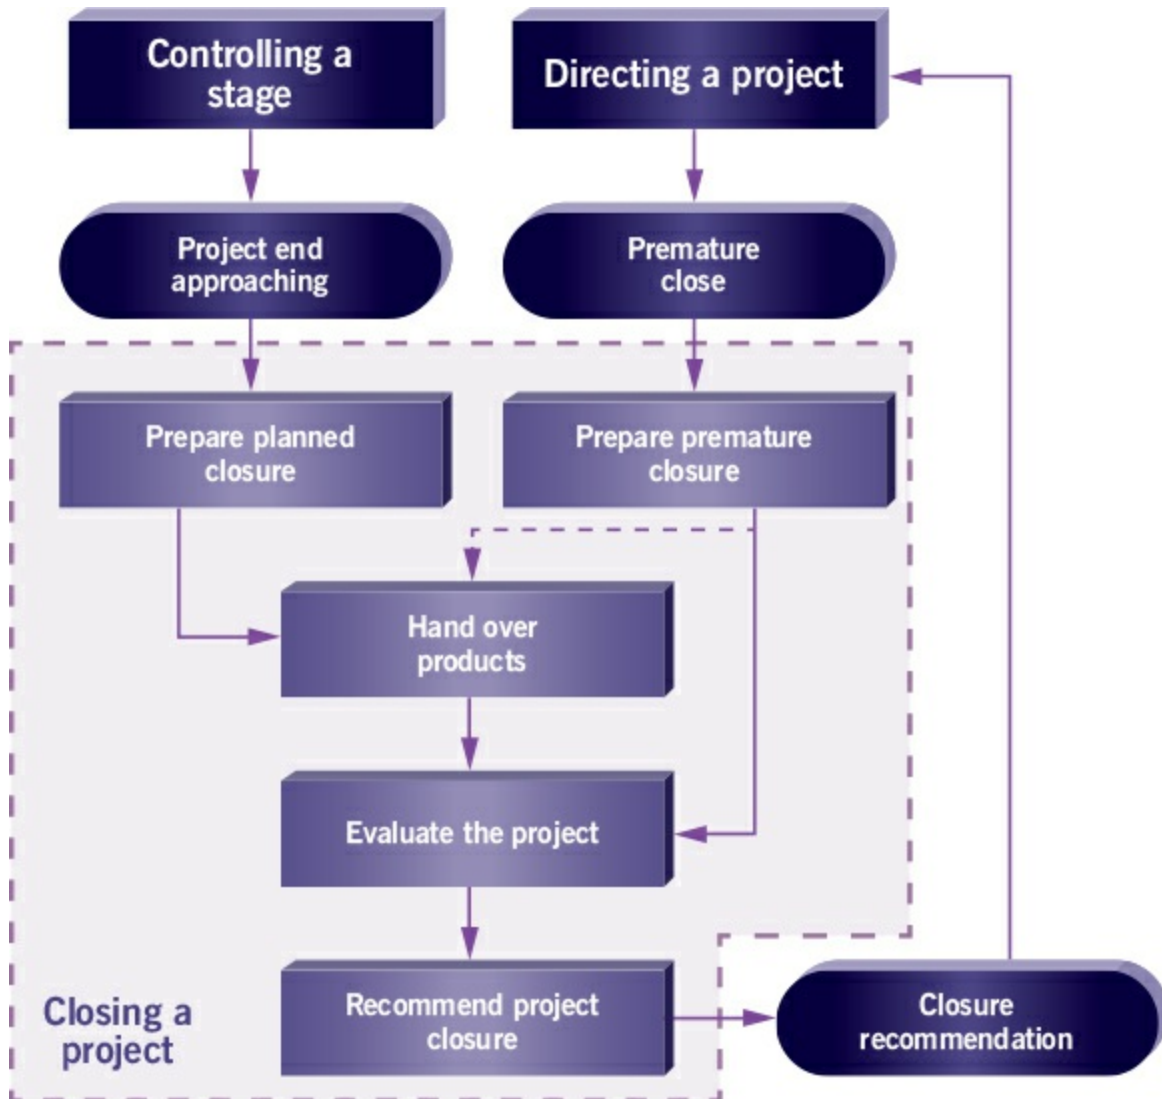 Controlling a
stage
Directing a project
Project end
approaching
Premature
close
Prepare planned
closure
Prepare premature
closure
Hand over
products
Evaluate the project
Recommend project
closure
Closing a
project
Closure
recommendation